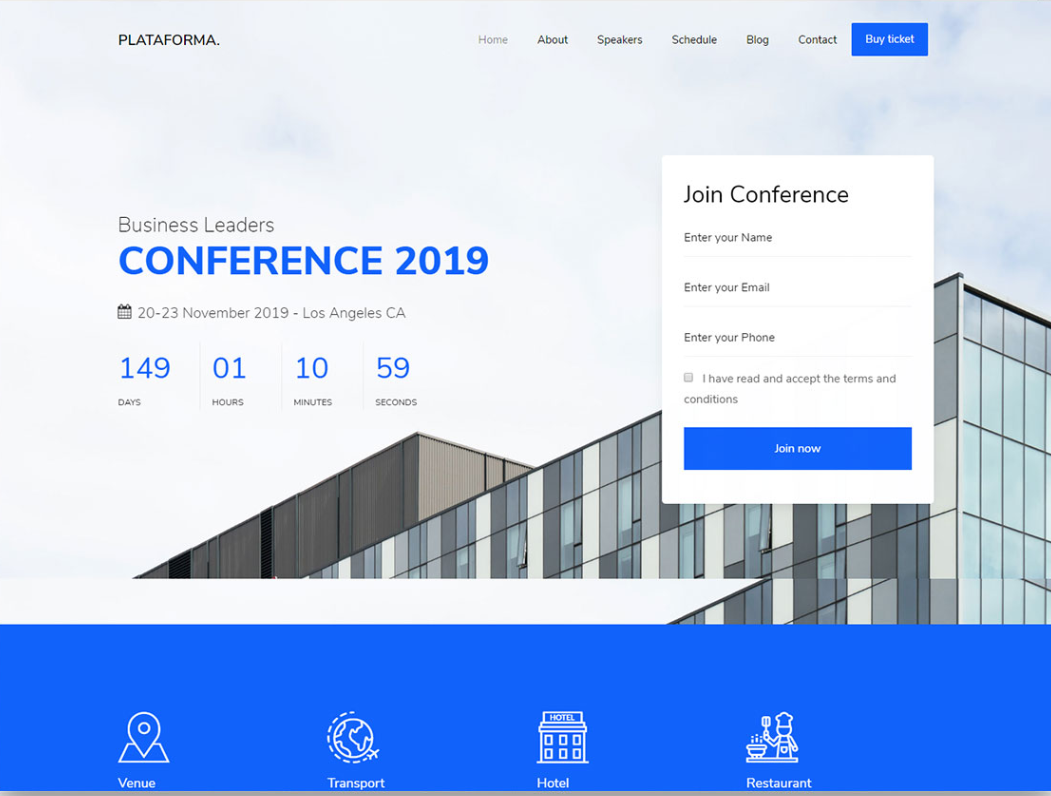 PLATAFORMA.
Home About Speakers Schedule Blog Contact Buy ticket
Business Leaders
CONFERENCE 2019
20-23 November 2019 - Los Angeles CA
149 01 10 59
DAYS HOURS MINUTES SECONDS
Join Conference
Enter your Name
Enter your Email
Enter your Phone
I have read and accept the terms and
conditions
Join now
HOTEL
Venue Transport Hotel Restaurant